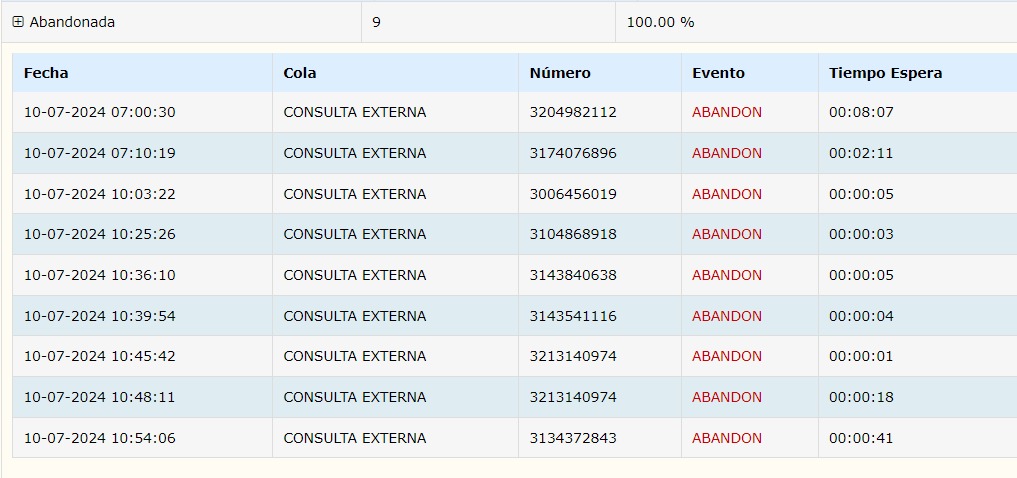 Abandonada 9 100.00 %
Fecha Cola Número Evento Tiempo Espera
10-07-2024 07:00:30 CONSULTA EXTERNA 3204982112 ABANDON 00:08:07
10-07-2024 07:10:19 CONSULTA EXTERNA 3174076896 ABANDON 00:02:11
10-07-2024 10:03:22 CONSULTA EXTERNA 3006456019 ABANDON 00:00:05
10-07-2024 10:25:26 CONSULTA EXTERNA 3104868918 ABANDON 00:00:03
10-07-2024 10:36:10 CONSULTA EXTERNA 3143840638 ABANDON 00:00:05
10-07-2024 10:39:54 CONSULTA EXTERNA 3143541116 ABANDON 00:00:04
10-07-2024 10:45:42 CONSULTA EXTERNA 3213140974 ABANDON 00:00:01
10-07-2024 10:48:11 CONSULTA EXTERNA 3213140974 ABANDON 00:00:18
10-07-2024 10:54:06 CONSULTA EXTERNA 3134372843 ABANDON 00:00:41